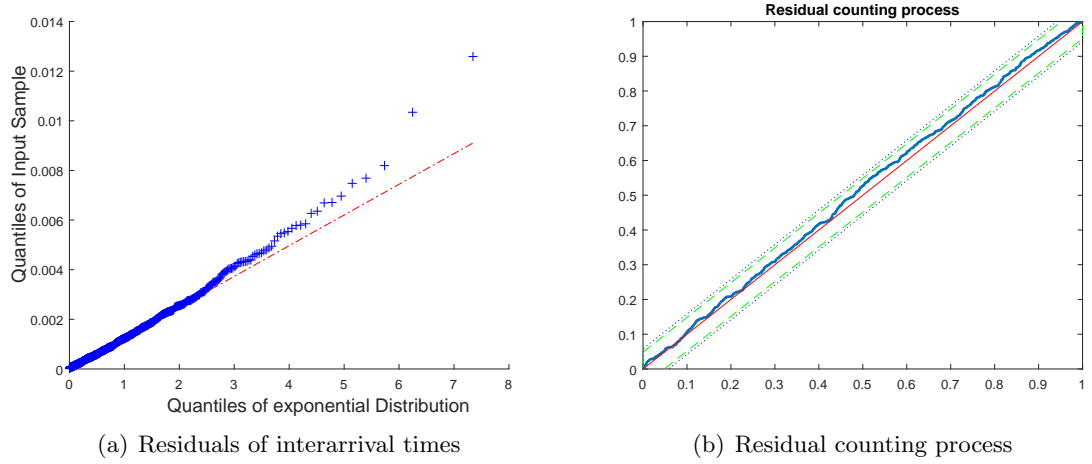 Residual counting process
0.014
0.012
0.01
0.008
0.006
0.004
0.002
0
Quantiles of Input Sample
0 1 2 3 4 5 6 7 8
Quantiles of exponential Distribution
1
0.9
0.8
0.7
0.6
0.5
0.4
0.3
0.2
0.1
0
0 0.1 0.2 0.3 0.4 0.5 0.6 0.7 0.8 0.9 1
(a) Residuals of interarrival times
(b) Residual counting process